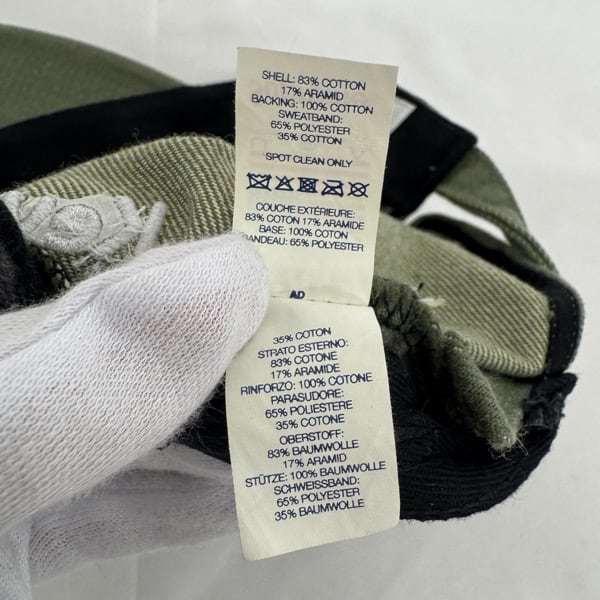 SHELL: 83% COTTON
17% ARAMID
BACKING: 100% COTTON
SWEATBAND:
65% POLYESTER
35% COTTON
SPOT CLEAN ONLY
COUCHE EXTÉRIEURE:
83% COTON 17% ARAMIDE
BASE: 100% COTON
BANDEAU: 65% POLYESTER
AD
35% COTON
STRATO ESTERNO:
83% COTONE
17% ARAMIDE
RINFORZO: 100% COTONE
PARASUDORE:
65% POLIESTERE
35% COTONE
OBERSTOFF:
83% BAUMWOLLE
17% ARAMID
STÜTZE: 100% BAUMWOLLE
SCHWEISSBAND:
65% POLYESTER
35% BAUMWOLLE